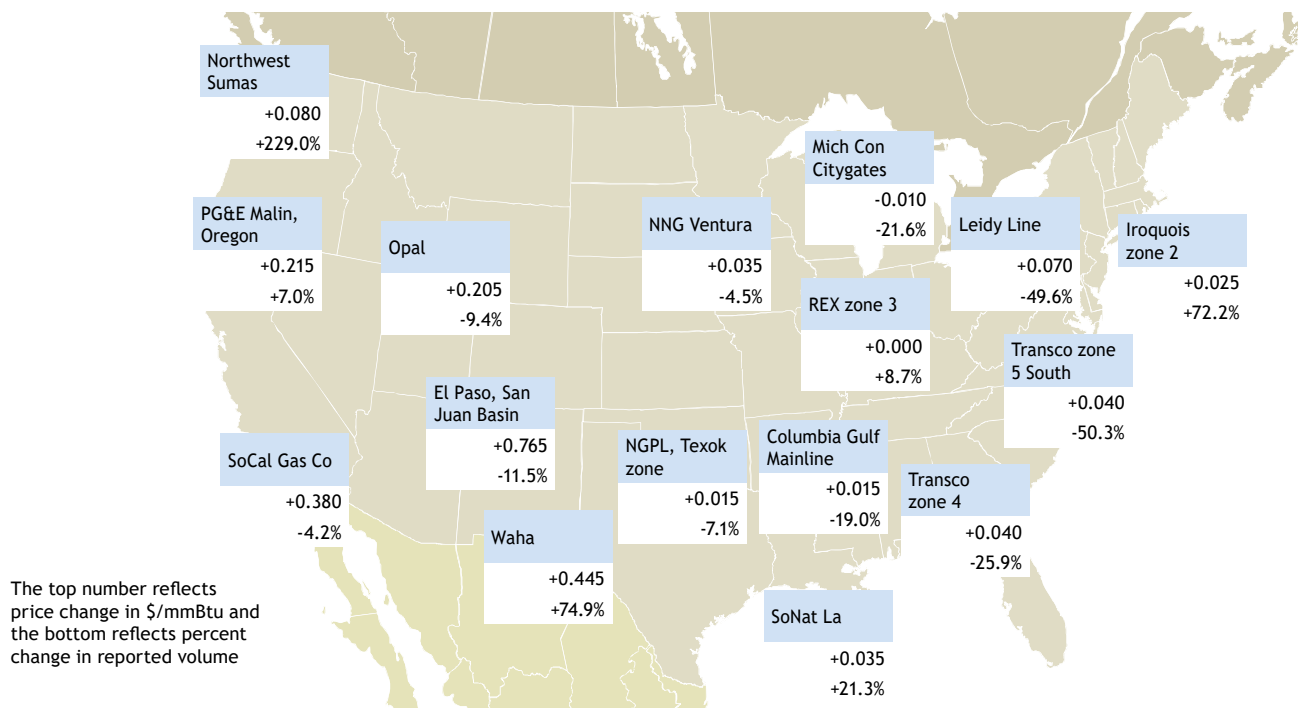 Northwest
Sumas
+0.080
+229.0%
PG&E Malin,
Oregon
+0.215
+7.0%
Opal
+0.205
-9.4%
NNG Ventura
+0.035
-4.5%
Mich Con
Citygates
-0.010
-21.6%
Leidy Line
+0.070
-49.6%
Iroquois
zone 2
+0.025
+72.2%
REX zone 3
+0.000
+8.7%
Transco zone
5 South
+0.040
-50.3%
El Paso, San
Juan Basin
+0.765
-11.5%
SoCal Gas Co
+0.380
-4.2%
NGPL, Texok
zone
+0.015
-7.1%
Columbia Gulf
Mainline
+0.015
-19.0%
Transco
zone 4
+0.040
-25.9%
Waha
+0.445
+74.9%
SoNat La
+0.035
+21.3%
The top number reflects
price change in $/mmBtu and
the bottom reflects percent
change in reported volume